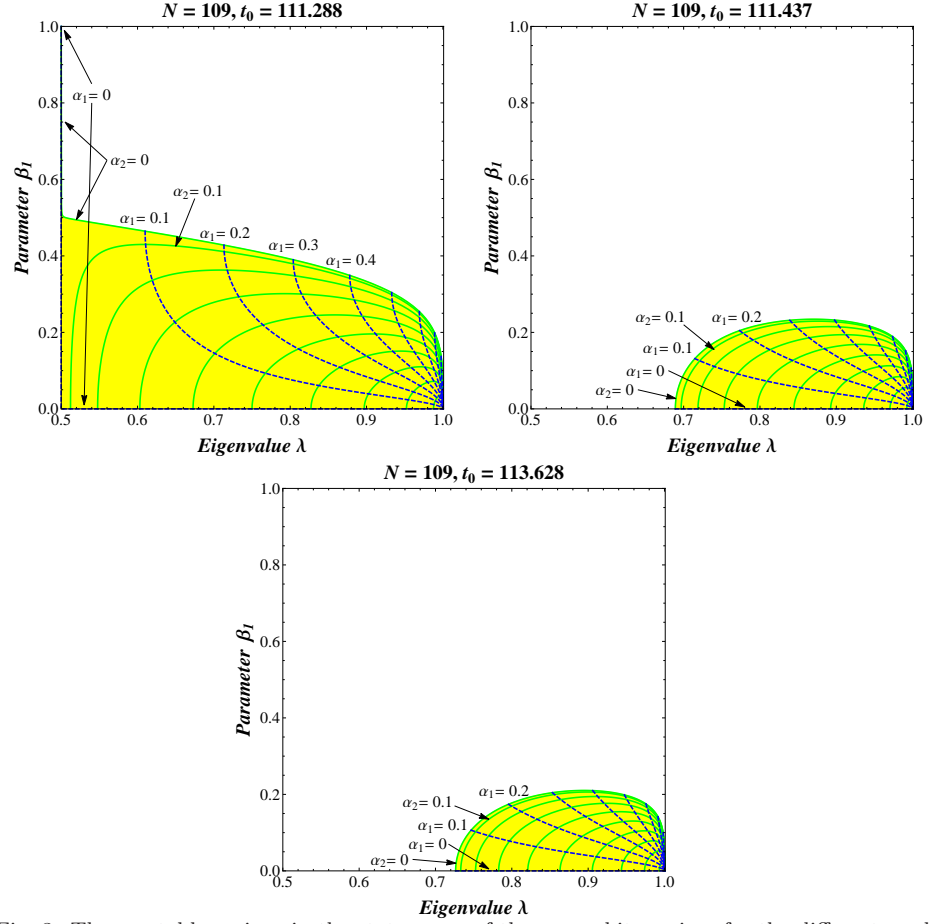 N = 109, t₀ = 111.288
Parameter β₁
1.0
0.8
0.6
0.4
0.2
0.0
α₁= 0
α₂= 0
α₂= 0.1
α₁= 0.1
α₁= 0.2
α₁= 0.3
α₁= 0.4
0.5 0.6 0.7 0.8 0.9 1.0
Eigenvalue λ
N = 109, t₀ = 111.437
Parameter β₁
1.0
0.8
0.6
0.4
0.2
0.0
α₂= 0.1
α₁= 0.2
α₁= 0.1
α₁= 0
α₂= 0
0.5 0.6 0.7 0.8 0.9 1.0
Eigenvalue λ
N = 109, t₀ = 113.628
Parameter β₁
1.0
0.8
0.6
0.4
0.2
0.0
α₁= 0.2
α₂= 0.1
α₁= 0.1
α₁= 0
α₂= 0
0.5 0.6 0.7 0.8 0.9 1.0
Eigenvalue λ